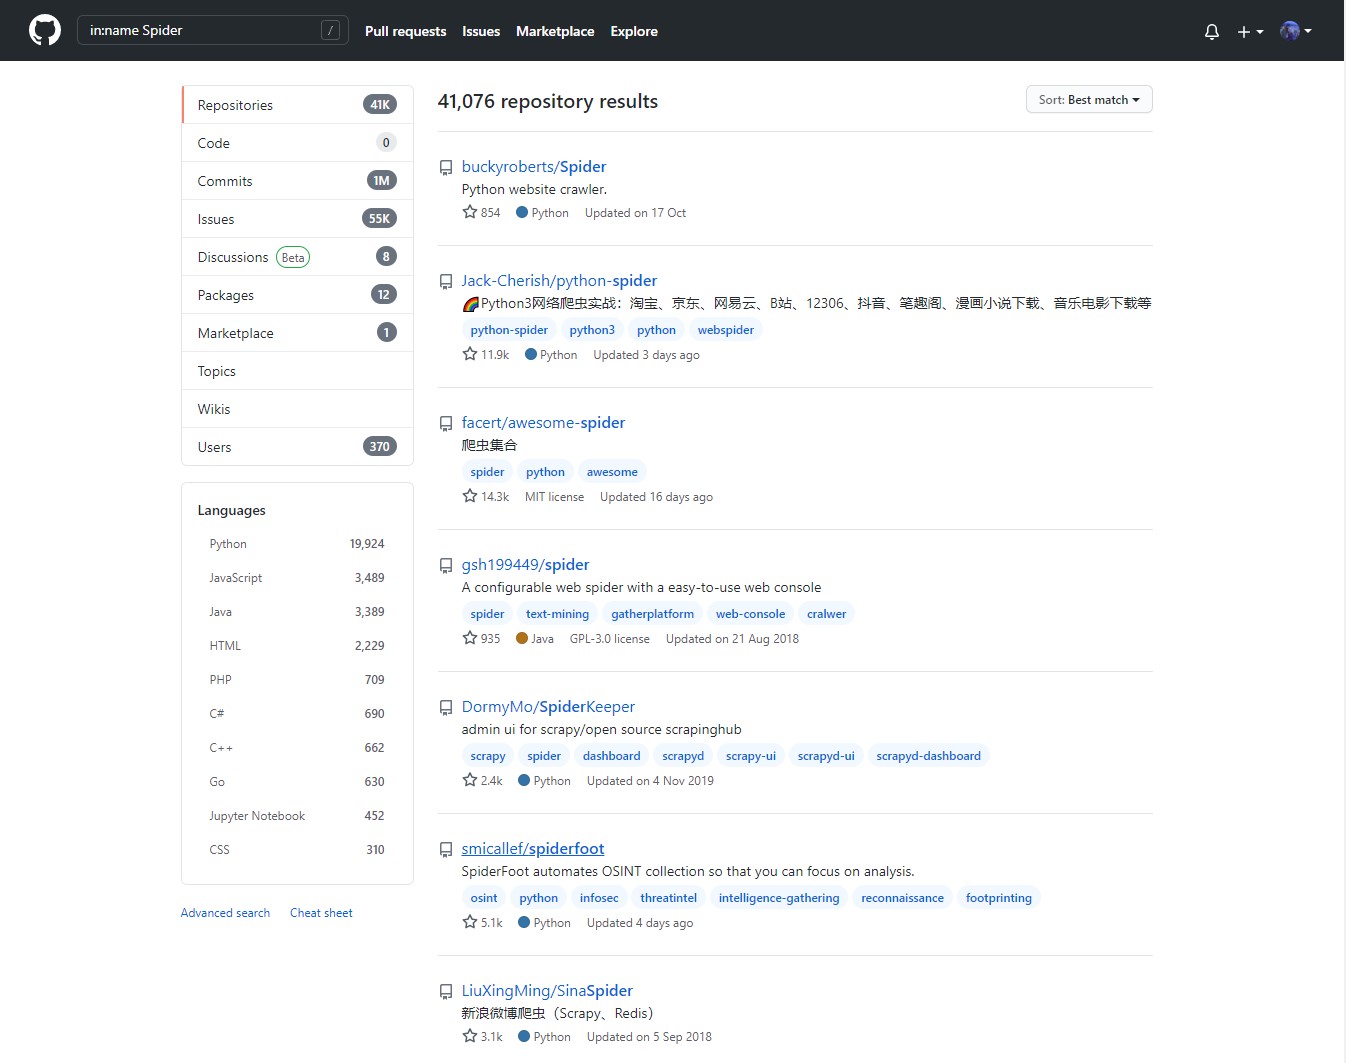 in:name Spider /
Pull requests Issues Marketplace Explore
Repositories 41K
Code 0
Commits 1M
Issues 55K
Discussions Beta 8
Packages 12
Marketplace 1
Topics
Wikis
Users 370
Languages
Python 19,924
JavaScript 3,489
Java 3,389
HTML 2,229
PHP 709
C# 690
C++ 662
Go 630
Jupyter Notebook 452
CSS 310
Advanced search Cheat sheet
41,076 repository results
Sort: Best match
buckyroberts/Spider
Python website crawler.
854 Python Updated on 17 Oct
Jack-Cherish/python-spider
🌈Python3网络爬虫实战：淘宝、京东、网易云、B站、12306、抖音、笔趣阁、漫画小说下载、音乐电影下载等
python-spider python3 python webspider
11.9k Python Updated 3 days ago
facert/awesome-spider
爬虫集合
spider python awesome
14.3k MIT license Updated 16 days ago
gsh199449/spider
A configurable web spider with a easy-to-use web console
spider text-mining gatherplatform web-console cralwer
935 Java GPL-3.0 license Updated on 21 Aug 2018
DormyMo/SpiderKeeper
admin ui for scrapy/open source scrapinghub
scrapy spider dashboard scrapyd scrapy-ui scrapyd-ui scrapyd-dashboard
2.4k Python Updated on 4 Nov 2019
smicallef/spiderfoot
SpiderFoot automates OSINT collection so that you can focus on analysis.
osint python infosec threatintel intelligence-gathering reconnaissance footprinting
5.1k Python Updated 4 days ago
LiuXingMing/SinaSpider
新浪微博爬虫（Scrapy、Redis）
3.1k Python Updated on 5 Sep 2018